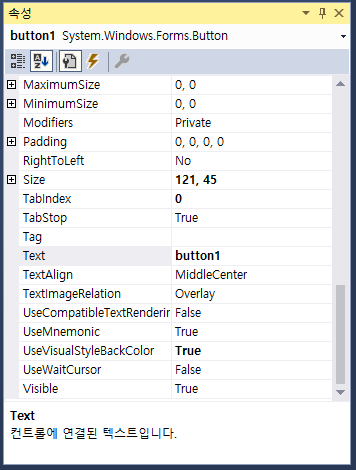 속성
button1 System.Windows.Forms.Button
MaximumSize 0, 0
MinimumSize 0, 0
Modifiers Private
Padding 0, 0, 0, 0
RightToLeft No
Size 121, 45
TabIndex 0
TabStop True
Tag
Text button1
TextAlign MiddleCenter
TextImageRelation Overlay
UseCompatibleTextRenderin False
UseMnemonic True
UseVisualStyleBackColor True
UseWaitCursor False
Visible True
Text
컨트롤에 연결된 텍스트입니다.